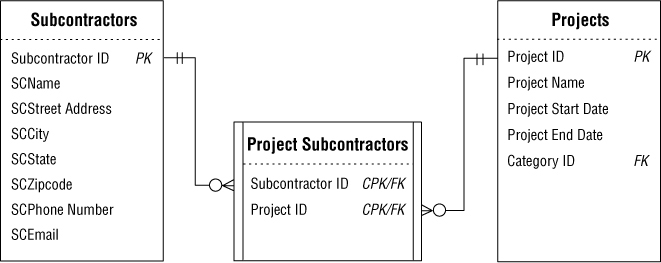 Subcontractors
Subcontractor ID PK
SCName
SCStreet Address
SCCity
SCState
SCZipcode
SCPhone Number
SCEmail
Project Subcontractors
Subcontractor ID CPK/FK
Project ID CPK/FK
Projects
Project ID PK
Project Name
Project Start Date
Project End Date
Category ID FK